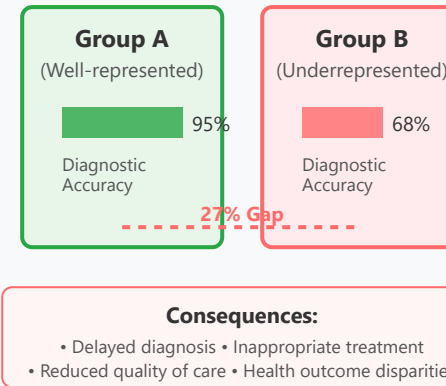 Group A
(Well-represented)
95%
Diagnostic
Accuracy
Group B
(Underrepresented)
68%
Diagnostic
Accuracy
27% Gap
Consequences:
• Delayed diagnosis • Inappropriate treatment
• Reduced quality of care • Health outcome disparitie